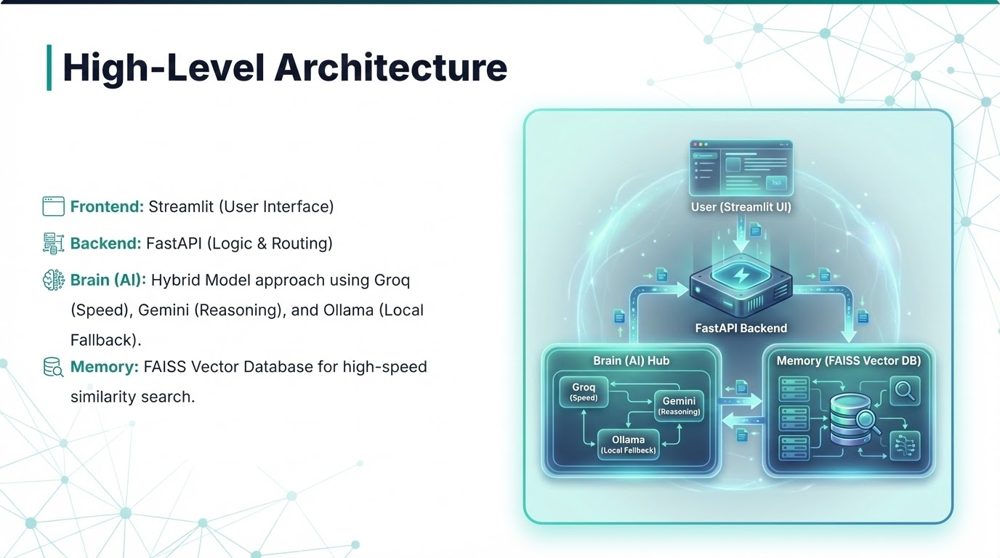 High-Level Architecture
Frontend: Streamlit (User Interface)
Backend: FastAPI (Logic & Routing)
Brain (AI): Hybrid Model approach using Groq
(Speed), Gemini (Reasoning), and Ollama (Local
Fallback).
Memory: FAISS Vector Database for high-speed
similarity search.
User (Streamlit UI)
FastAPI Backend
Brain (AI) Hub
Groq
(Speed)
Gemini
(Reasoning)
Ollama
(Local Fellbeck)
Memory (FAISS Vector DB)